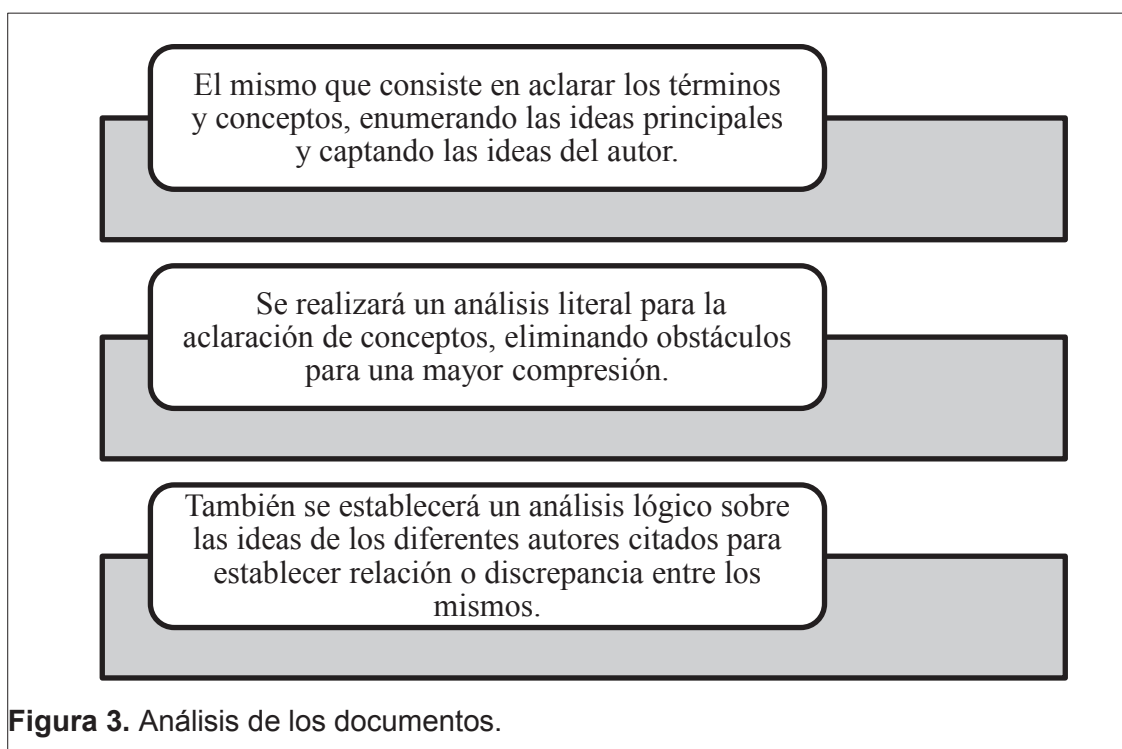 El mismo que consiste en aclarar los términos
y conceptos, enumerando las ideas principales
y captando las ideas del autor.
Se realizará un análisis literal para la
aclaración de conceptos, eliminando obstáculos
para una mayor compresión.
También se establecerá un análisis lógico sobre
las ideas de los diferentes autores citados para
establecer relación o discrepancia entre los
mismos.
Figura 3. Análisis de los documentos.